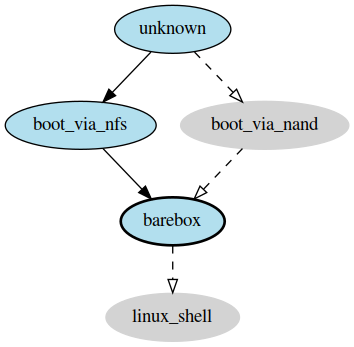 unknown
boot_via_nfs
boot_via_nand
barebox
linux_shell